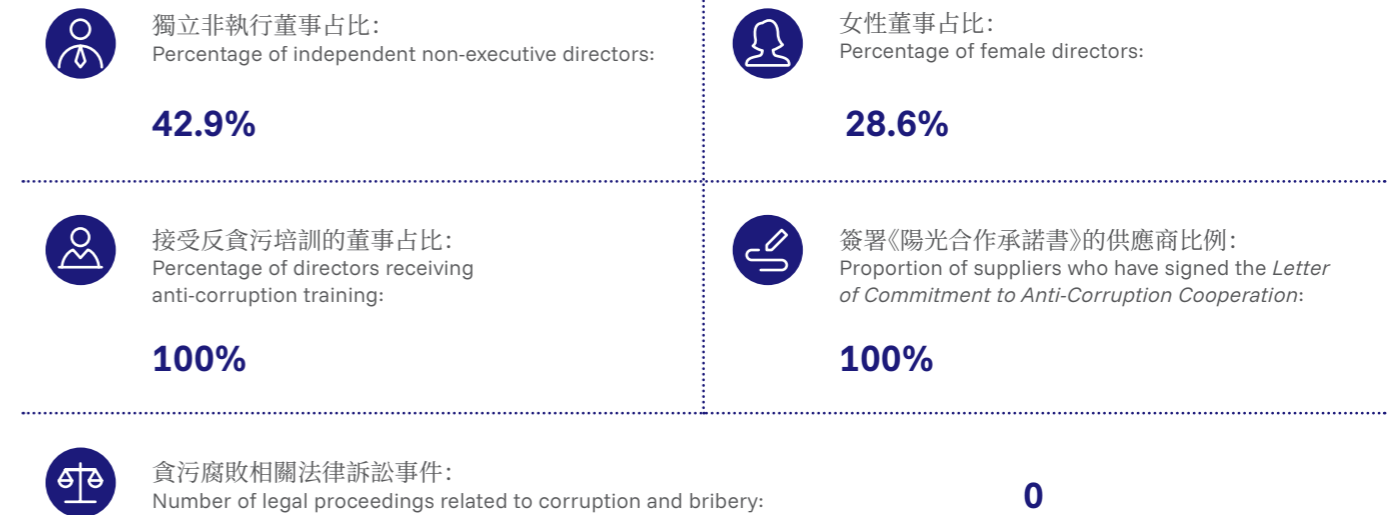 獨立非執行董事占比：
Percentage of independent non-executive directors:
42.9%
女性董事占比：
Percentage of female directors:
28.6%
接受反貪污培訓的董事占比：
Percentage of directors receiving
anti-corruption training:
100%
簽署《陽光合作承諾書》的供應商比例：
Proportion of suppliers who have signed the Letter
of Commitment to Anti-Corruption Cooperation:
100%
貪污腐敗相關法律訴訟事件：
Number of legal proceedings related to corruption and bribery:
0